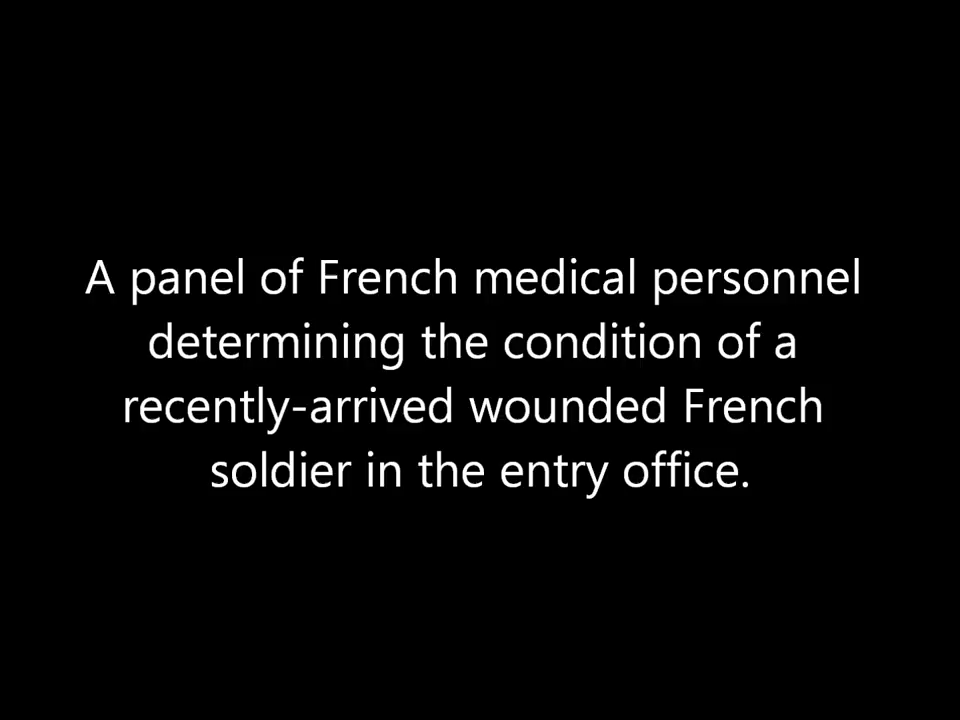 A panel of French medical personnel
determining the condition of a
recently-arrived wounded French
soldier in the entry office.